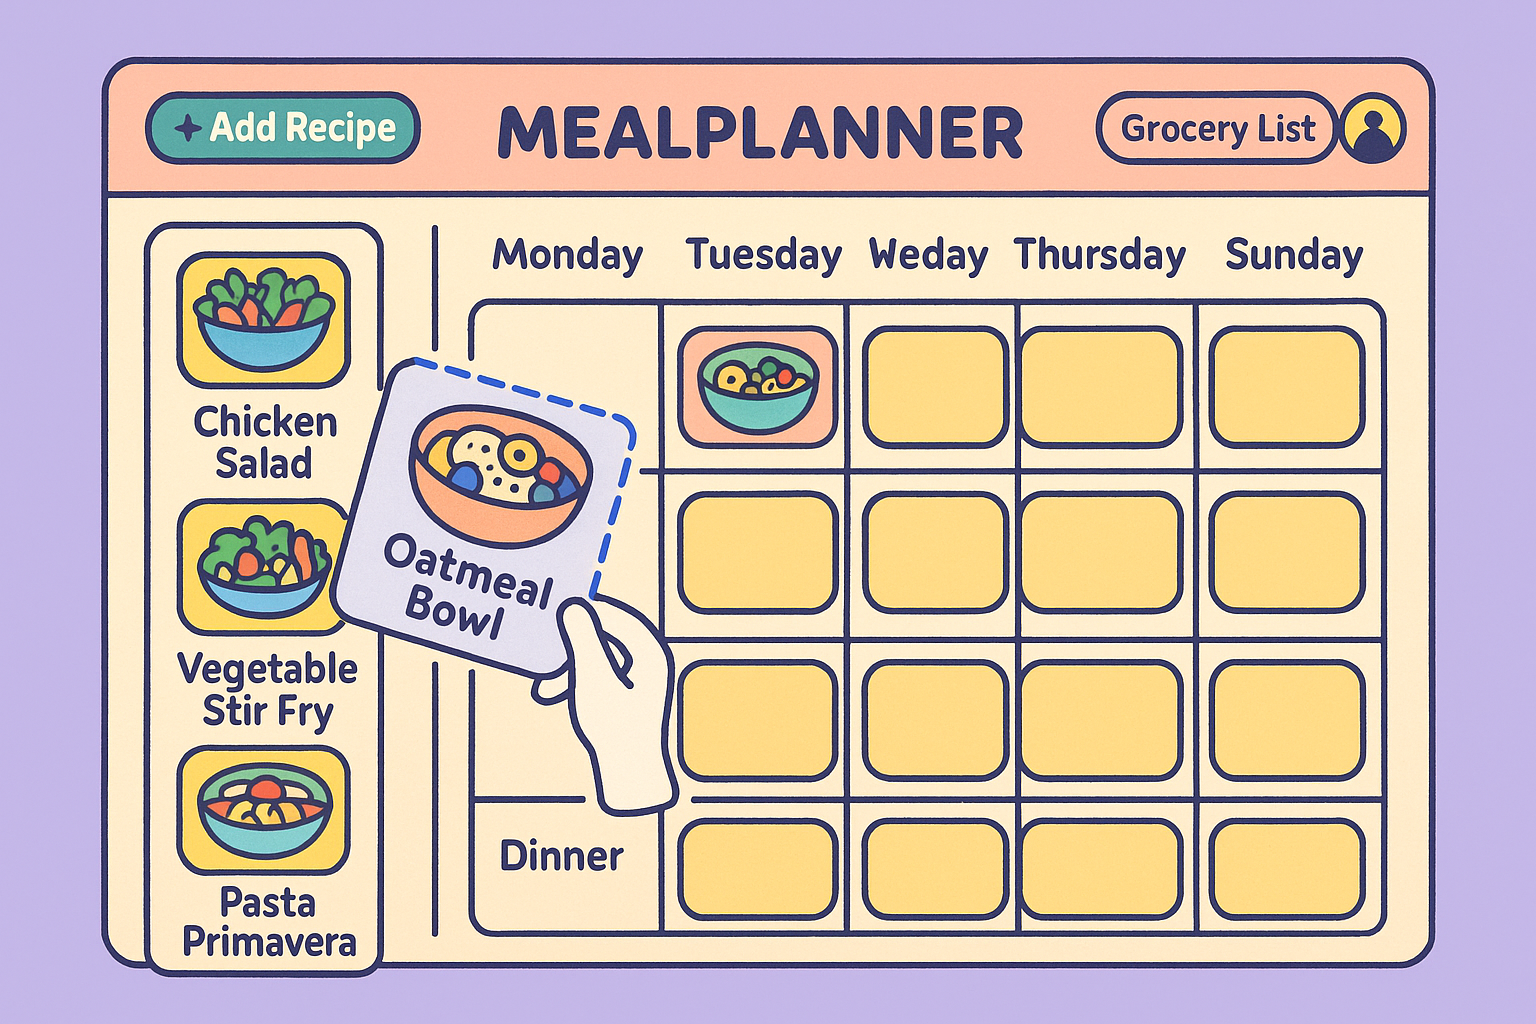 Add Recipe
MEALPLANNER
Grocery List
Monday Tuesday Weday Thursday Sunday
Chicken
Salad
Oatmeal
Bowl
Vegetable
Stir Fry
Dinner
Pasta
Primavera